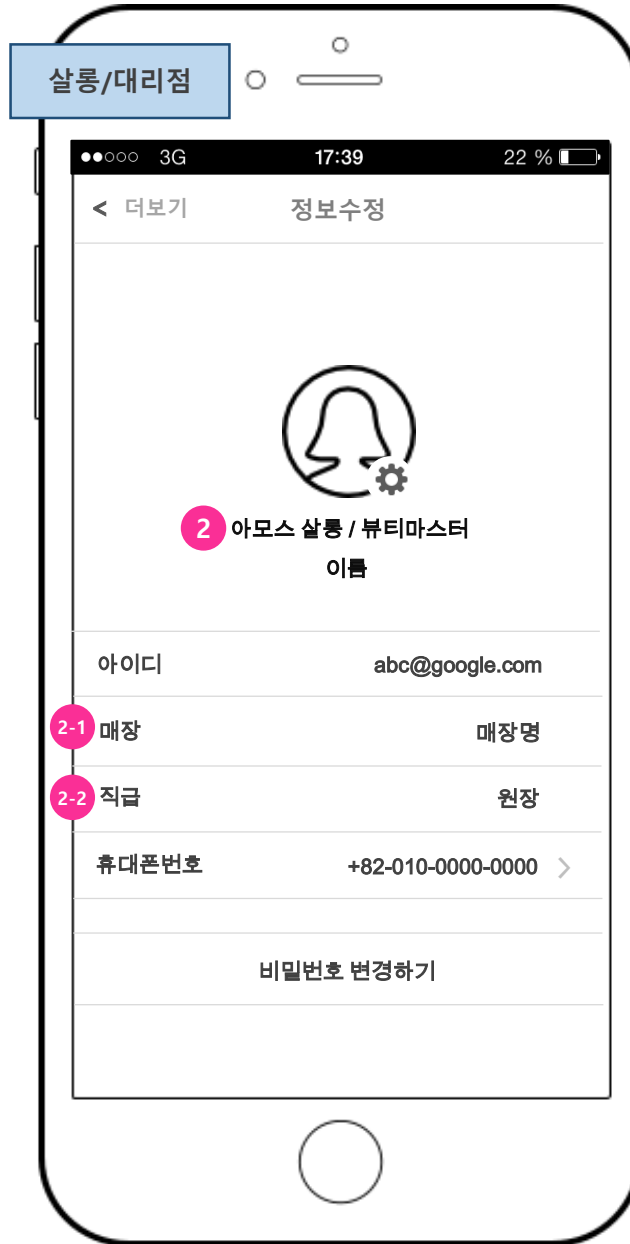 살롱/대리점
3G 17:39 22 %
< 더보기 정보수정
2 아모스 살롱 / 뷰티마스터
이름
아이디 abc@google.com
2-1 매장 매장명
2-2 직급 원장
휴대폰번호 +82-010-0000-0000 >
비밀번호 변경하기